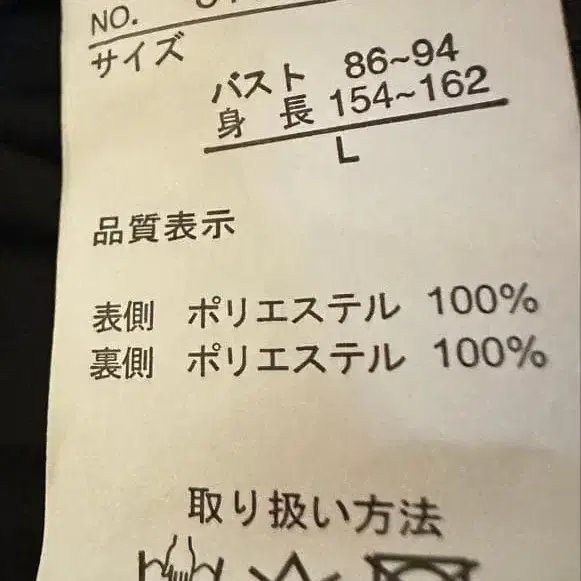 NO.
サイズ
バスト 86~94
身長 154~162
L
品質表示
表側 ポリエステル 100%
裏側 ポリエステル 100%
取り扱い方法